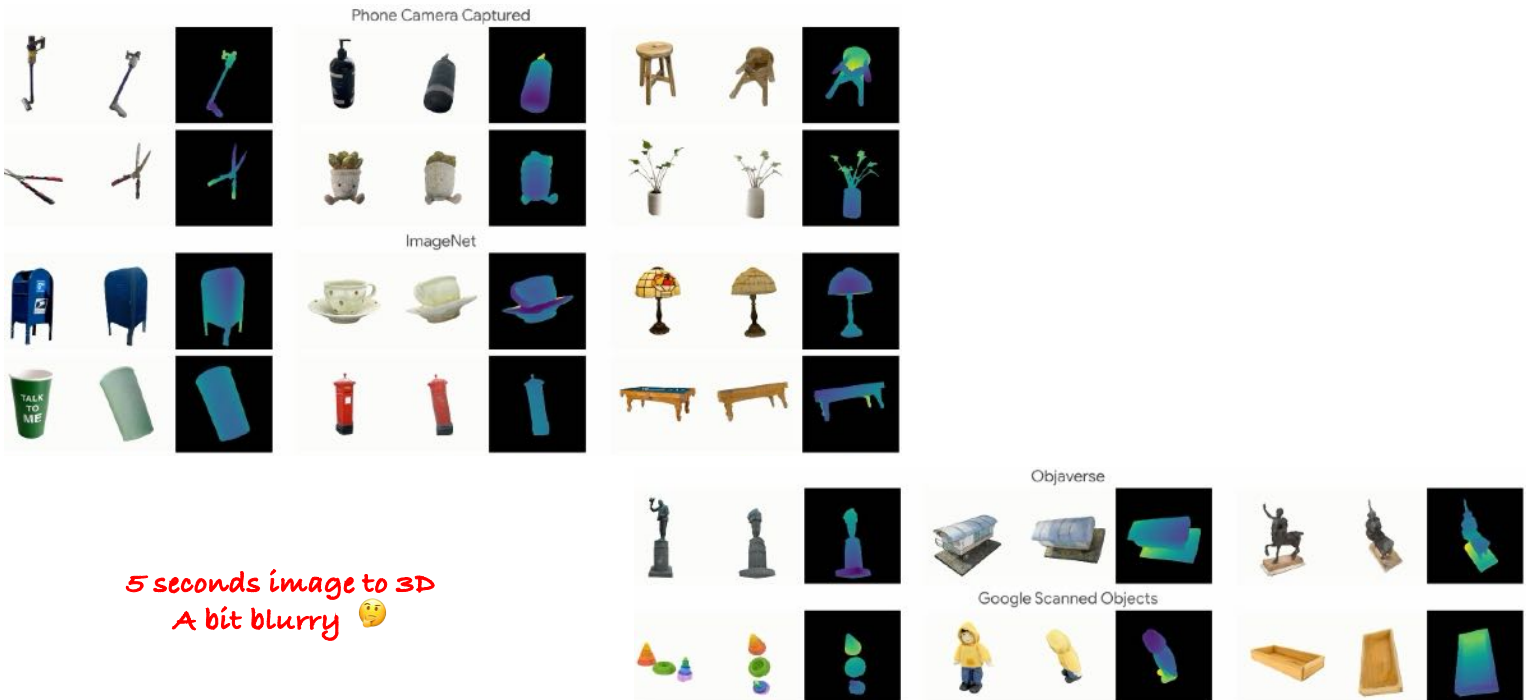 Phone Camera Captured
ImageNet
TALK
TO
ME
Objaverse
5 seconds image to 3D
A bit blurry 🤔
Google Scanned Objects